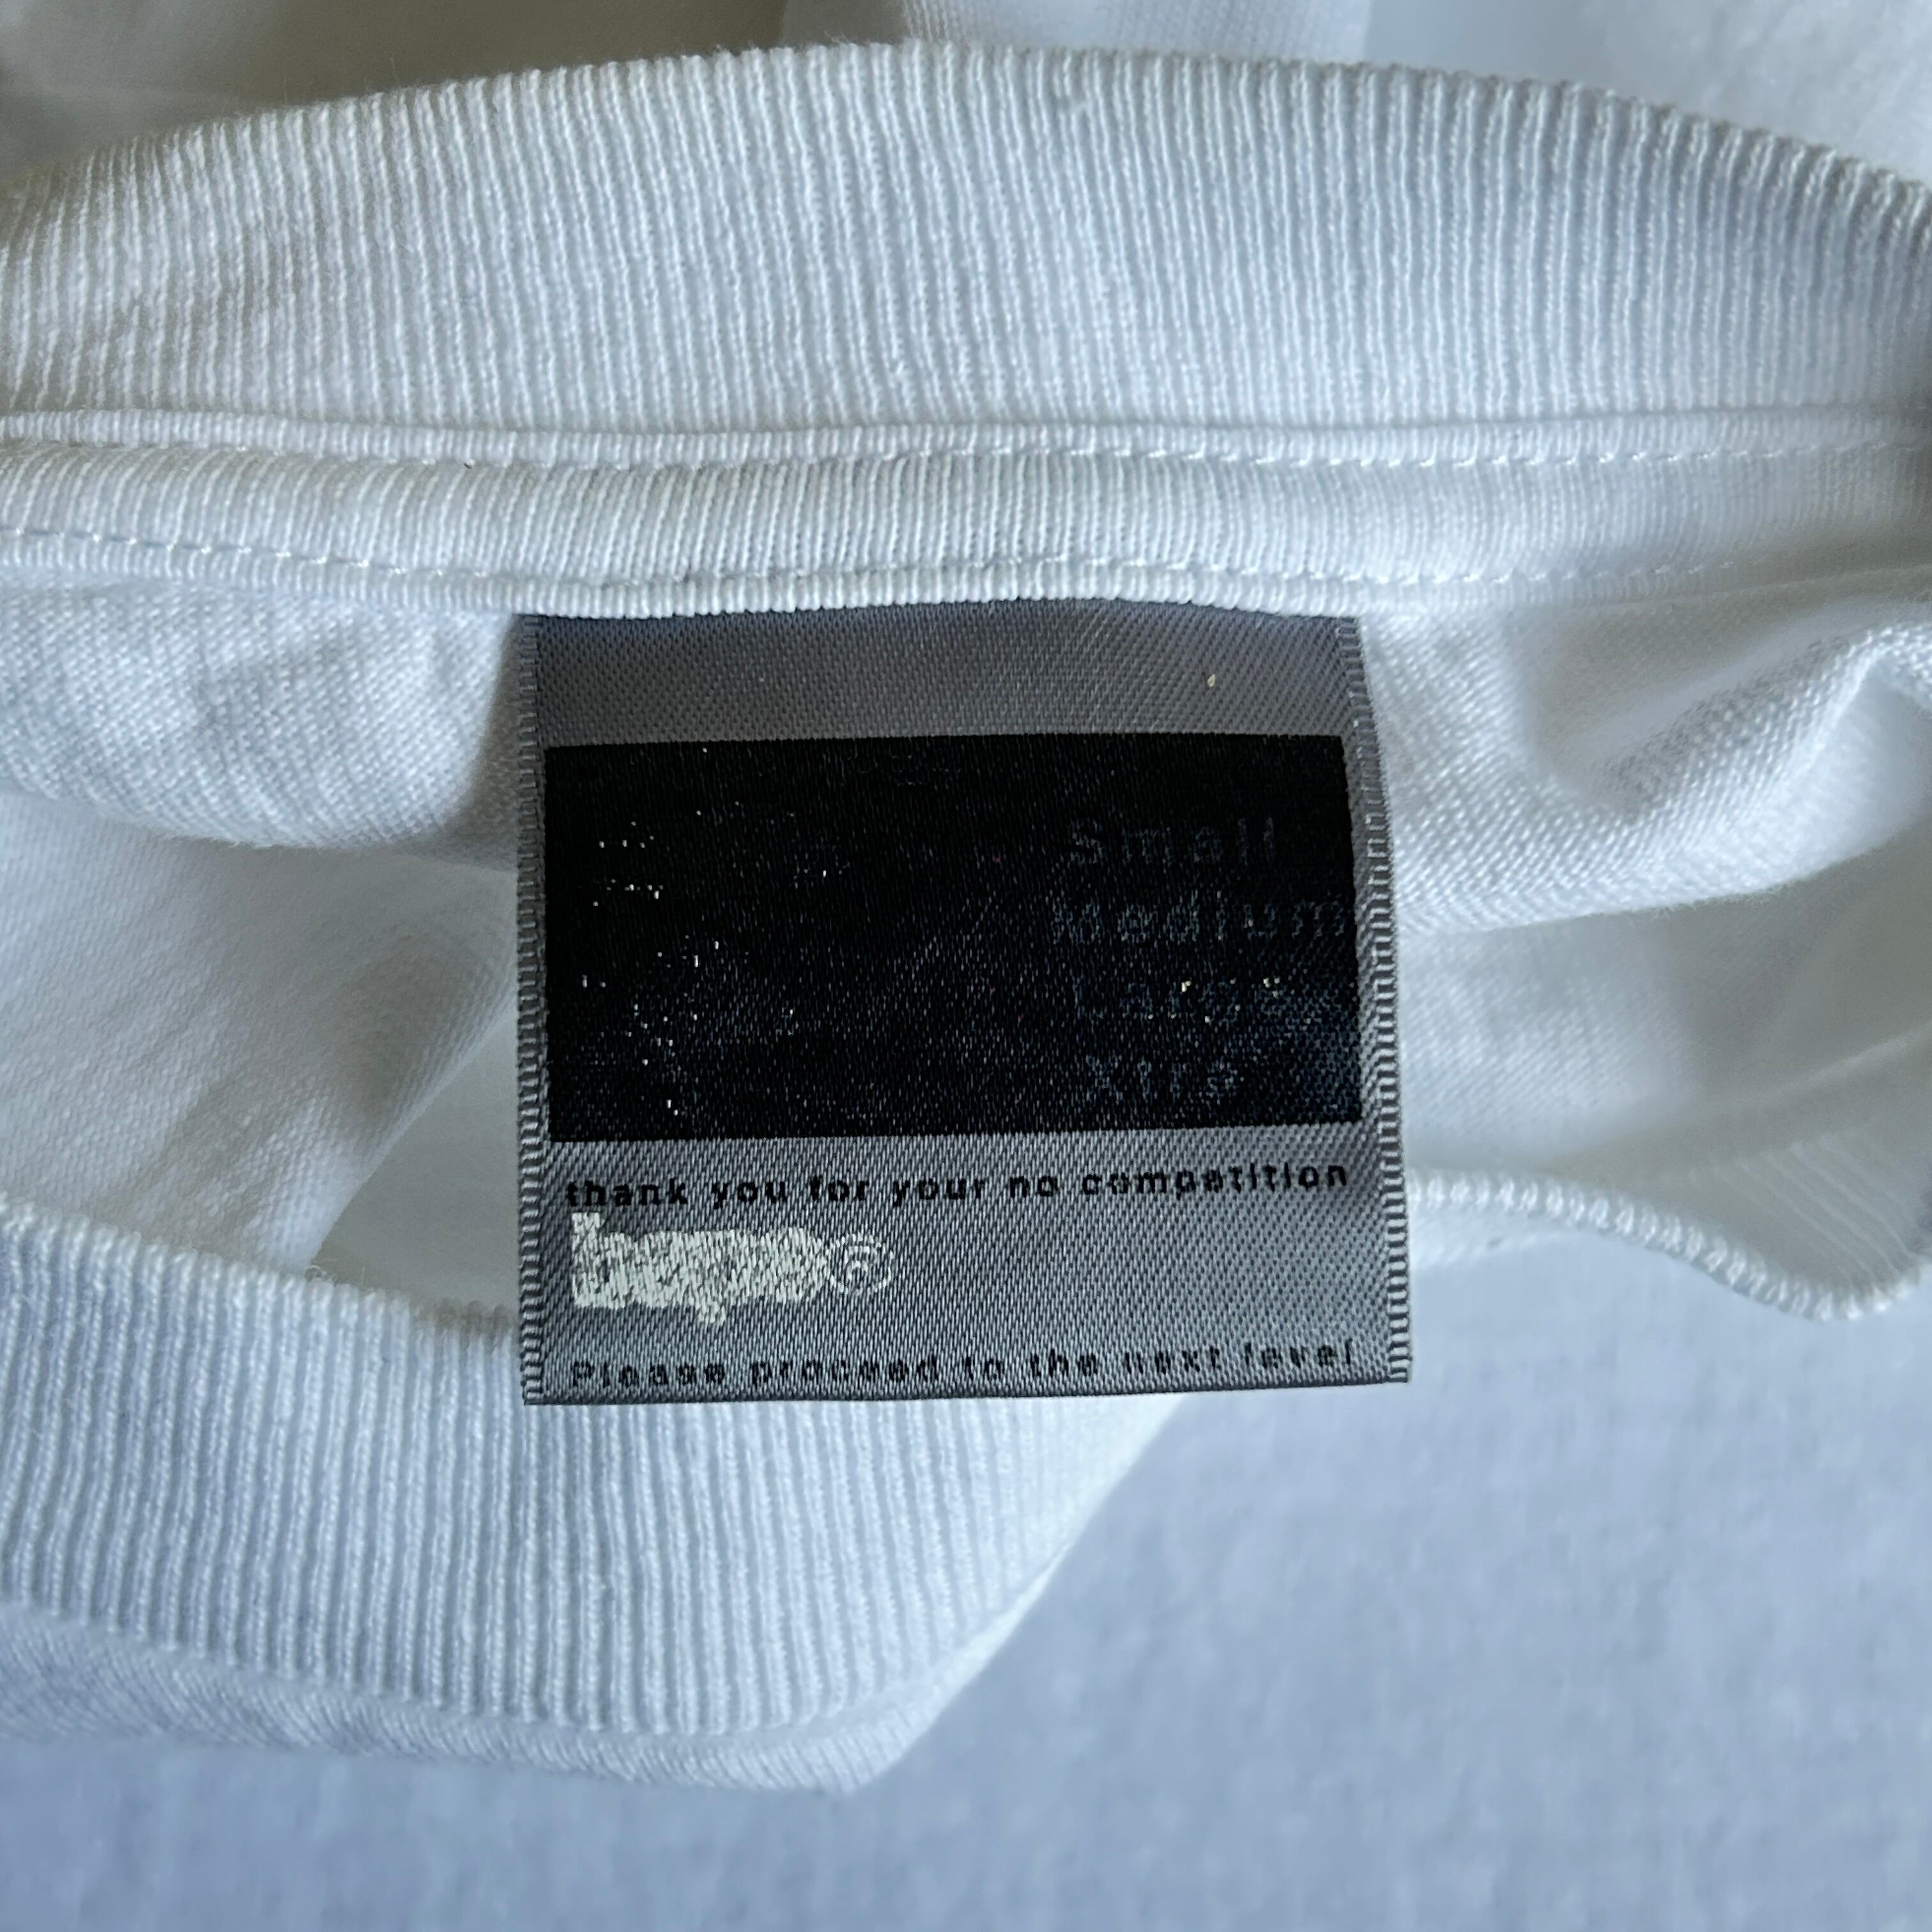 Small
Medium
Large
Xtra
thank you for your no competition
bape®
Please proceed to the next level